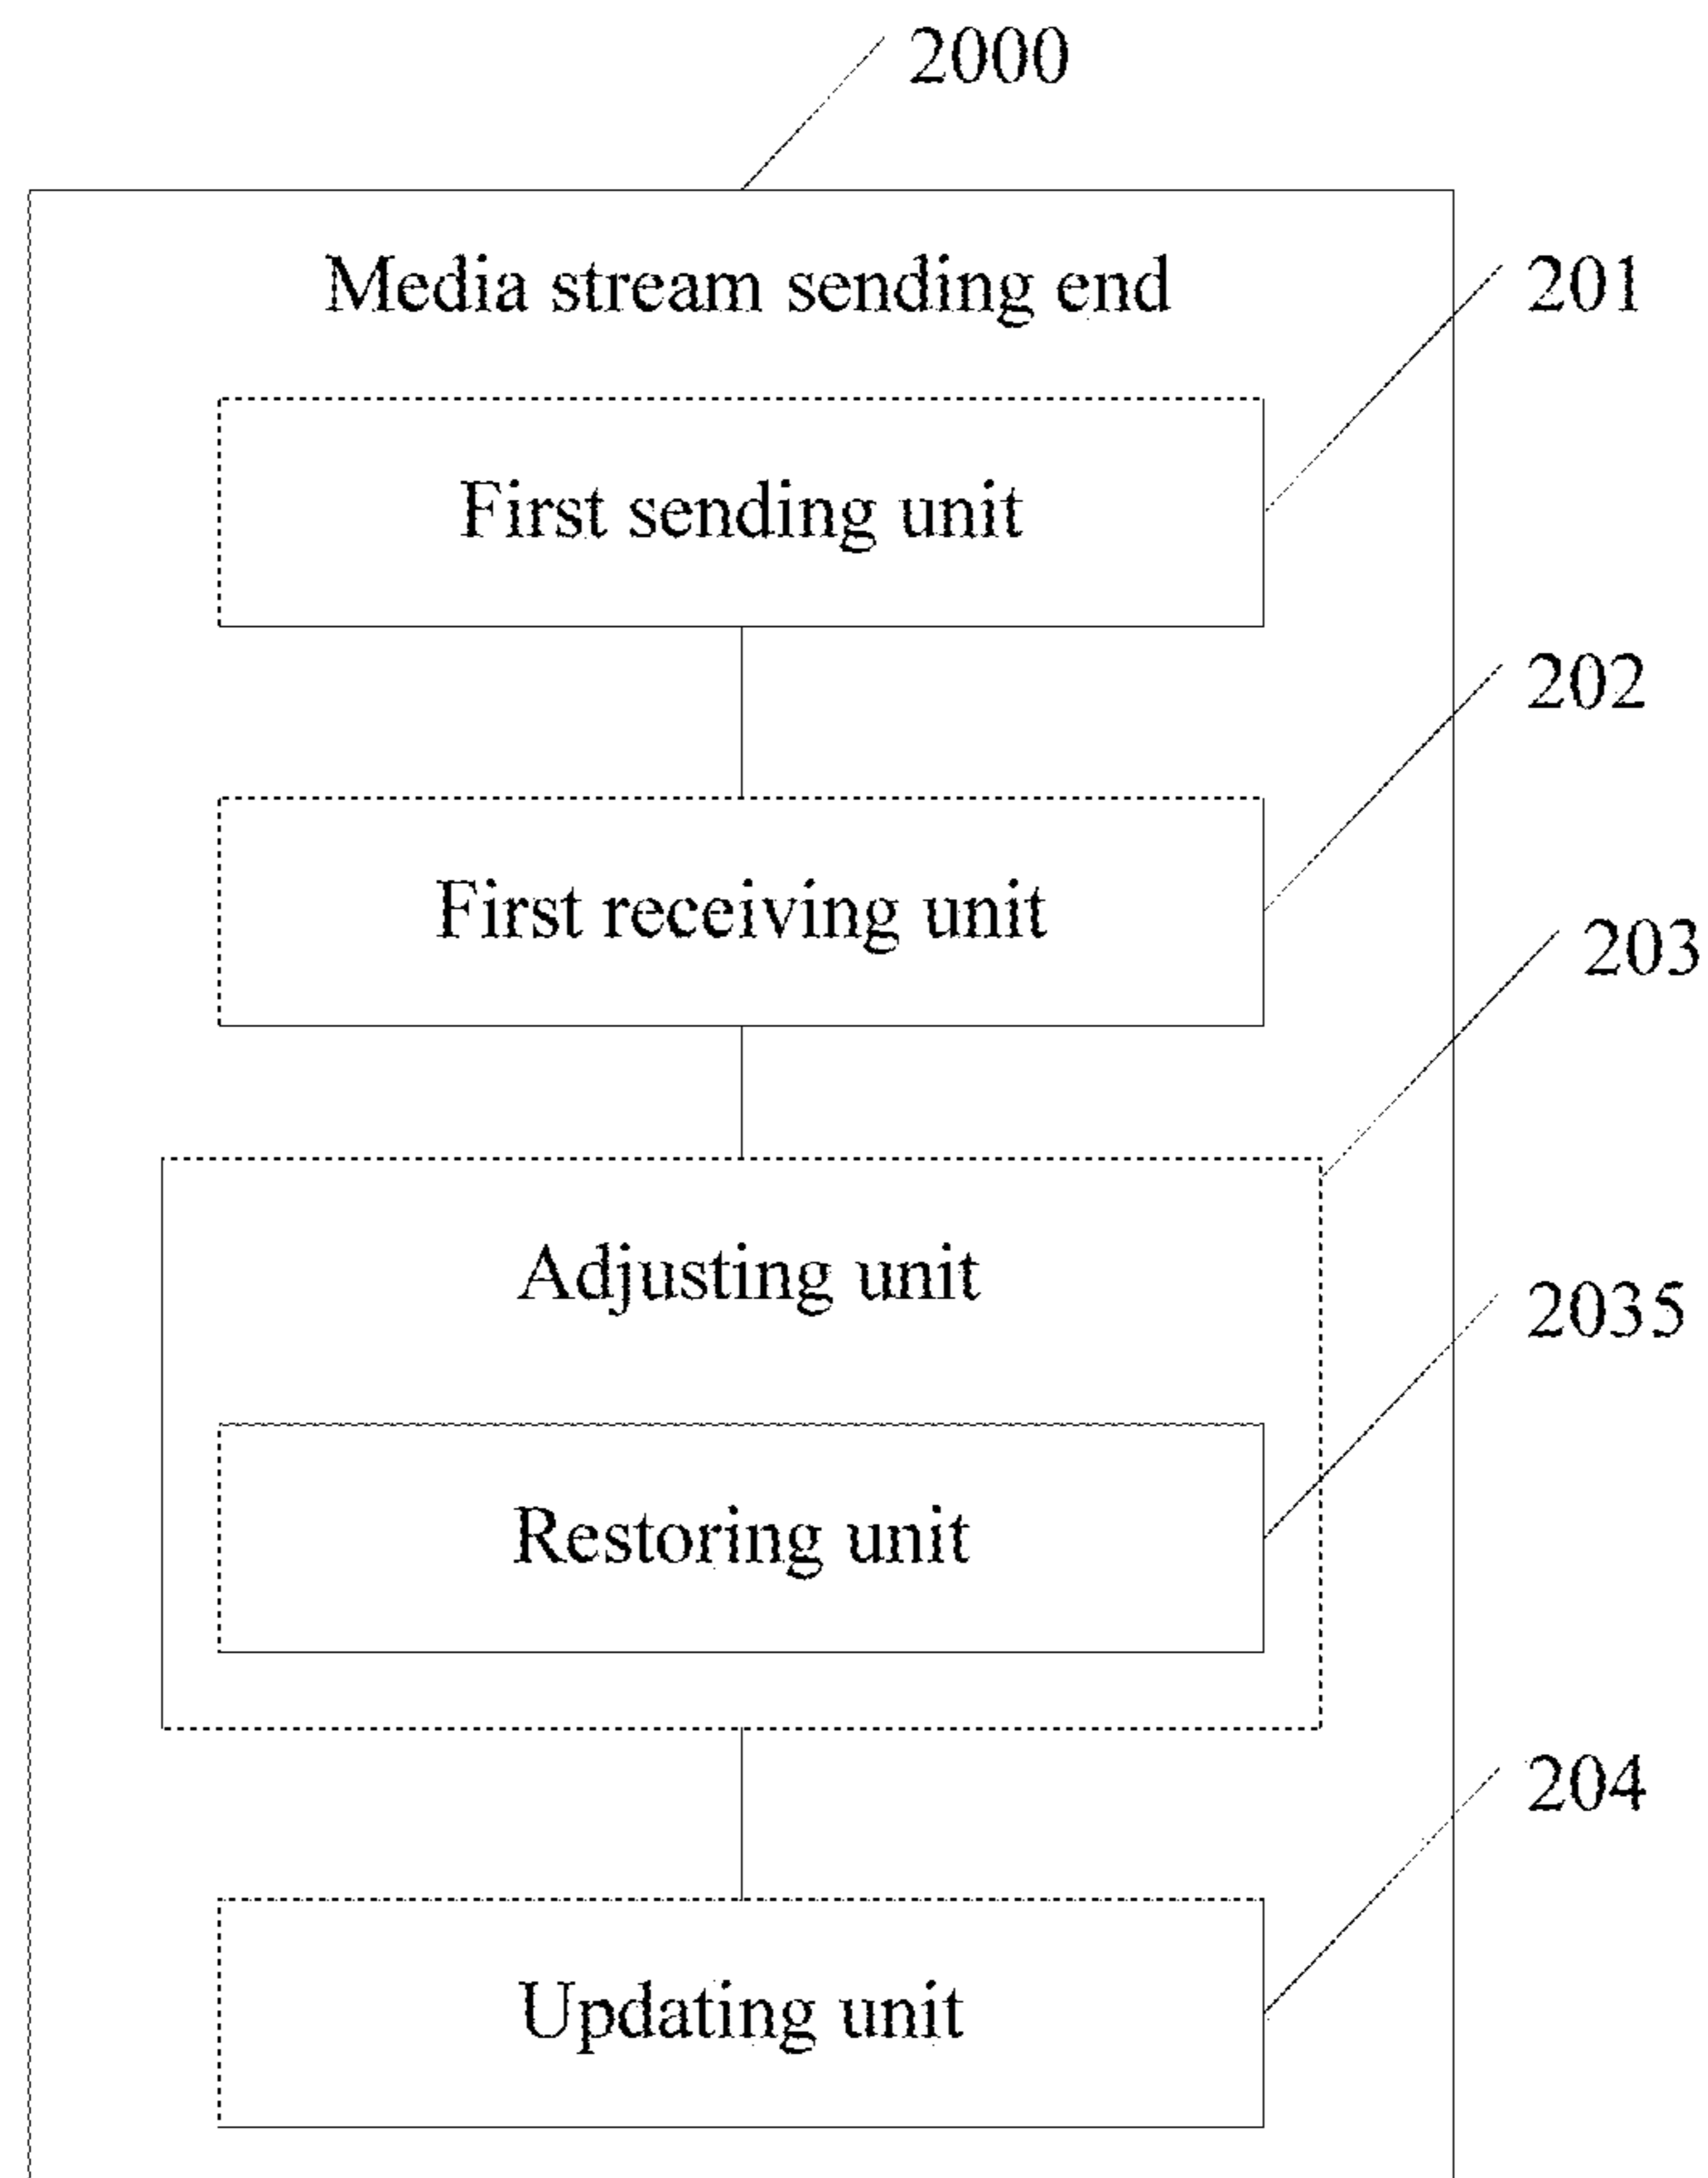 2000
Media stream sending end
201
First sending unit
202
First receiving unit
203
Adjusting unit
2035
Restoring unit
204
Updating unit